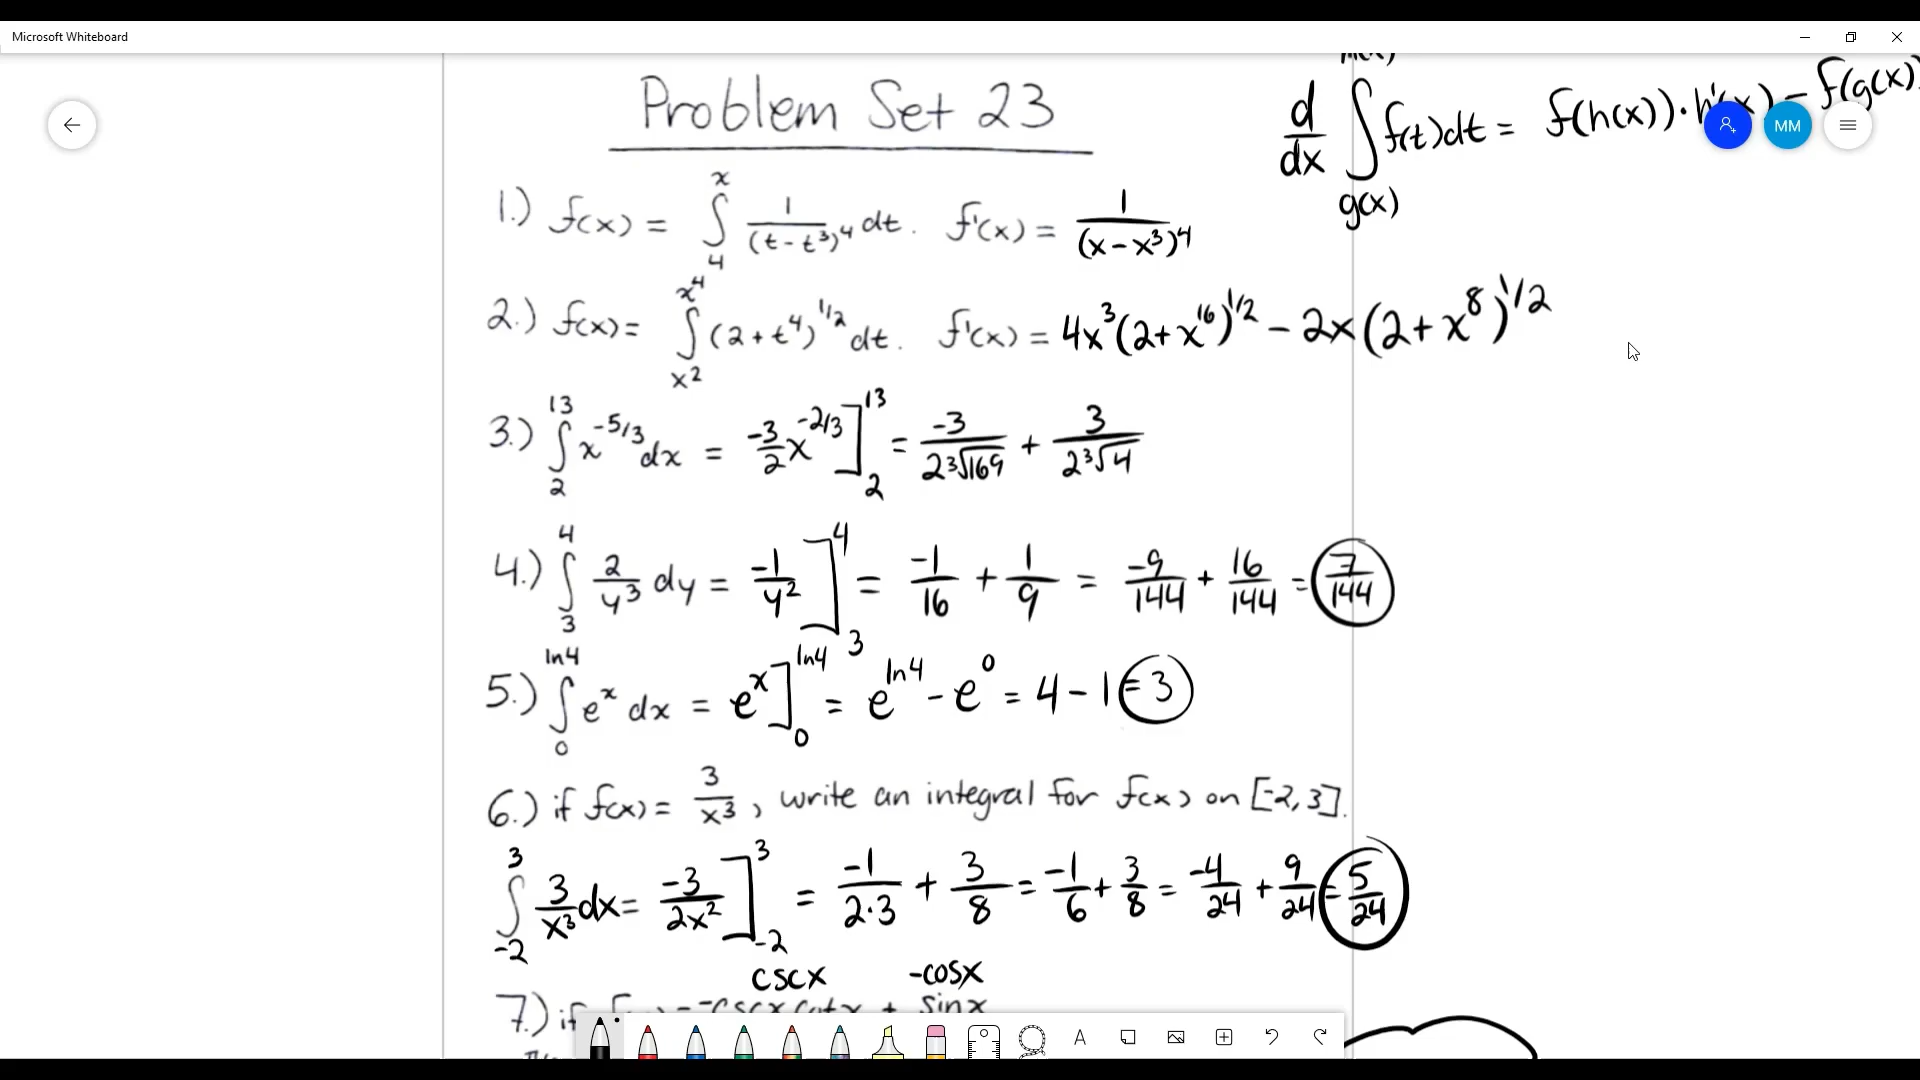 Microsoft Whiteboard
Problem Set 23
d/dx ∫_{g(x)} f(t)dt = f(h(x))·h'(x) − f(g(x))
MM
1.) f(x) = ∫_4^x 1/(t-t³)⁴ dt. f'(x) = 1/(x-x³)⁴
2.) f(x) = ∫_{x²}^{x⁴} (2+t⁴)^{1/2} dt. f'(x) = 4x³(2+x¹⁶)^{1/2} − 2x(2+x⁸)^{1/2}
3.) ∫_2^{13} x^{-5/3} dx = -3/2 x^{-2/3} ]_2^{13} = -3/(2 ³√169) + 3/(2 ³√4)
4.) ∫_3^4 2/y³ dy = -1/y² ]_3^4 = -1/16 + 1/9 = -9/144 + 16/144 = 7/144
5.) ∫_0^{ln4} e^x dx = e^x ]_0^{ln4} = e^{ln4} - e^0 = 4 - 1 = 3
6.) if f(x) = 3/x³, write an integral for f(x) on [-2,3].
∫_{-2}^3 3/x³ dx = -3/2x² ]_{-2}^3 = -1/2·3 + 3/8 = -1/6 + 3/8 = -4/24 + 9/24 = 5/24
cscx -cosx
7.) if -cscx cotx + sinx
A